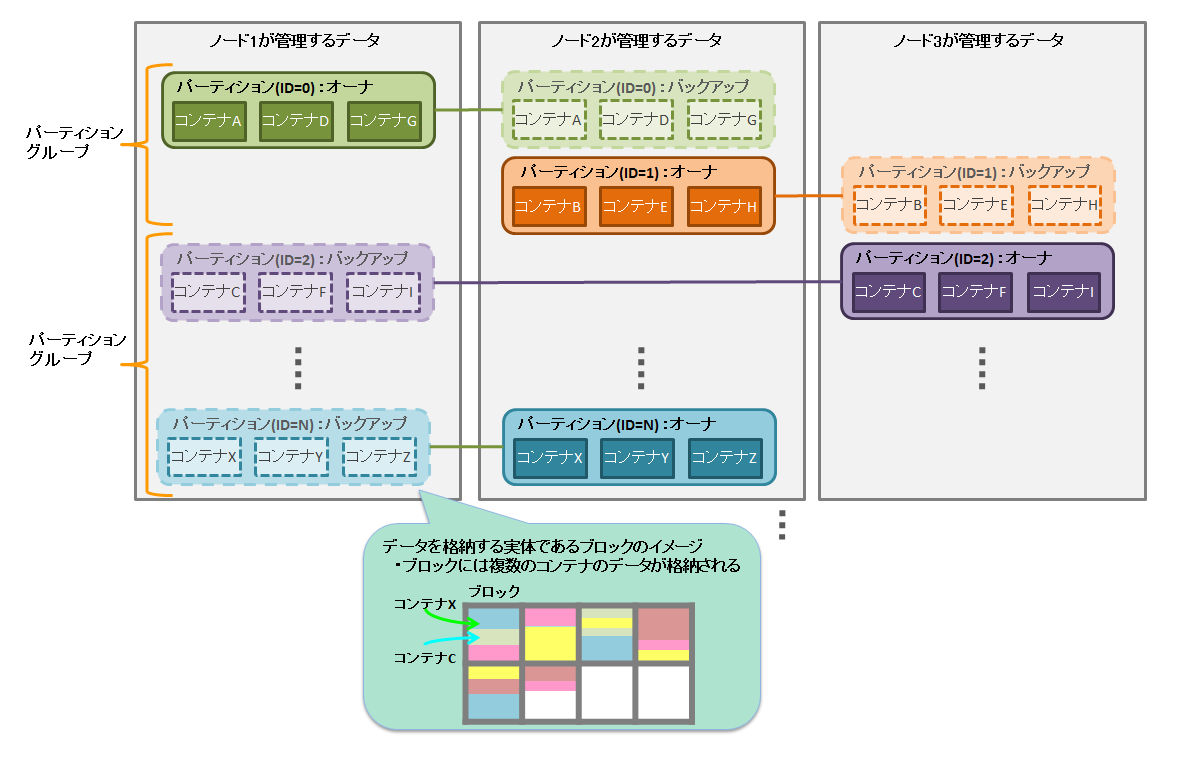 ノード1が管理するデータ
ノード2が管理するデータ
ノード3が管理するデータ
パーティション
グループ
パーティション(ID=0)：オーナ
コンテナA コンテナD コンテナG
パーティション(ID=0)：バックアップ
コンテナA コンテナD コンテナG
パーティション(ID=1)：オーナ
コンテナB コンテナE コンテナH
パーティション(ID=1)：バックアップ
コンテナB コンテナE コンテナH
パーティション
グループ
パーティション(ID=2)：バックアップ
コンテナC コンテナF コンテナI
パーティション(ID=2)：オーナ
コンテナC コンテナF コンテナI
パーティション(ID=N)：バックアップ
コンテナX コンテナY コンテナZ
パーティション(ID=N)：オーナ
コンテナX コンテナY コンテナZ
データを格納する実体であるブロックのイメージ
・ブロックには複数のコンテナのデータが格納される
ブロック
コンテナX
コンテナC